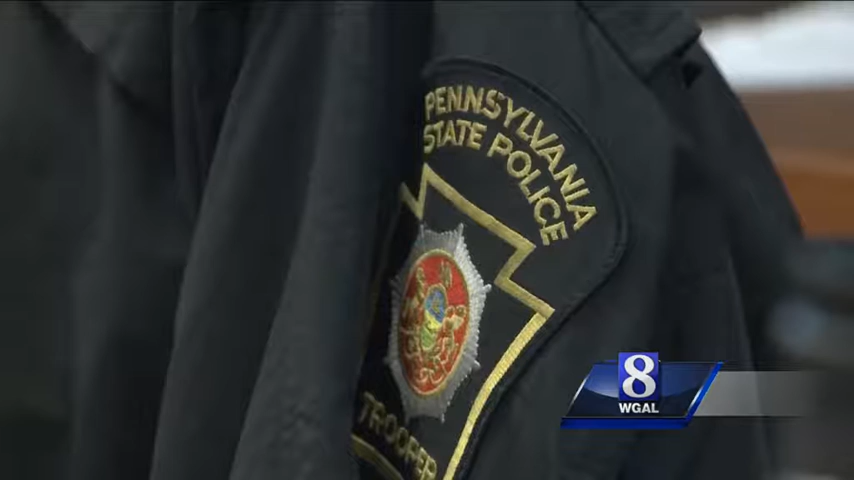 PENNSYLVANIA
STATE POLICE
TROOPER
8
WGAL